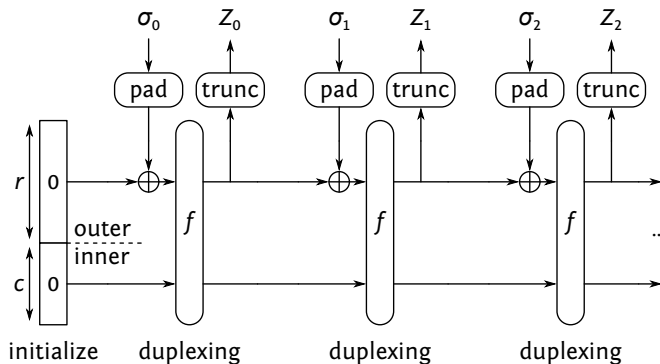 σ0 Z0 σ1 Z1 σ2 Z2
pad trunc pad trunc pad trunc
r 0 f f f
outer
inner
...
c 0
initialize duplexing duplexing duplexing